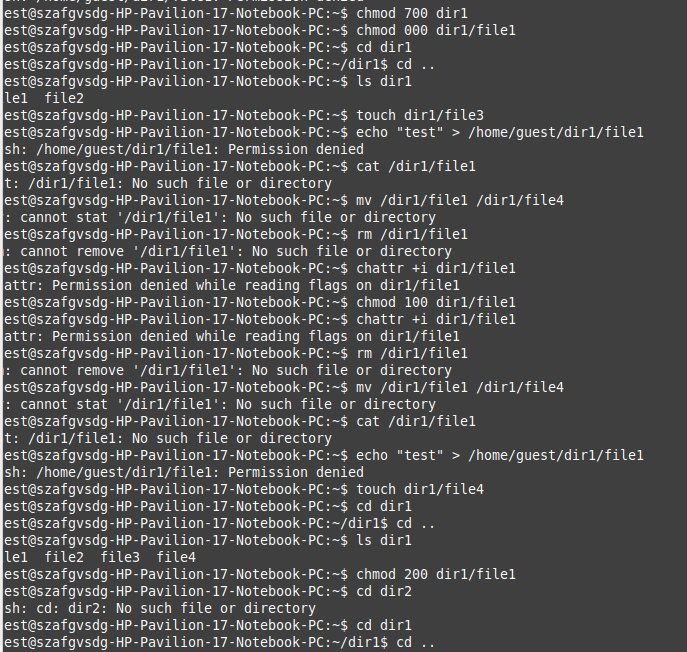 sh: /home/guest/dir1/file1: Permission denied
est@szafgvsdg-HP-Pavilion-17-Notebook-PC:~$ chmod 700 dir1
est@szafgvsdg-HP-Pavilion-17-Notebook-PC:~$ chmod 000 dir1/file1
est@szafgvsdg-HP-Pavilion-17-Notebook-PC:~$ cd dir1
est@szafgvsdg-HP-Pavilion-17-Notebook-PC:~/dir1$ cd ..
est@szafgvsdg-HP-Pavilion-17-Notebook-PC:~$ ls dir1
le1  file2
est@szafgvsdg-HP-Pavilion-17-Notebook-PC:~$ touch dir1/file3
est@szafgvsdg-HP-Pavilion-17-Notebook-PC:~$ echo "test" > /home/guest/dir1/file1
sh: /home/guest/dir1/file1: Permission denied
est@szafgvsdg-HP-Pavilion-17-Notebook-PC:~$ cat /dir1/file1
t: /dir1/file1: No such file or directory
est@szafgvsdg-HP-Pavilion-17-Notebook-PC:~$ mv /dir1/file1 /dir1/file4
: cannot stat '/dir1/file1': No such file or directory
est@szafgvsdg-HP-Pavilion-17-Notebook-PC:~$ rm /dir1/file1
: cannot remove '/dir1/file1': No such file or directory
est@szafgvsdg-HP-Pavilion-17-Notebook-PC:~$ chattr +i dir1/file1
attr: Permission denied while reading flags on dir1/file1
est@szafgvsdg-HP-Pavilion-17-Notebook-PC:~$ chmod 100 dir1/file1
est@szafgvsdg-HP-Pavilion-17-Notebook-PC:~$ chattr +i dir1/file1
attr: Permission denied while reading flags on dir1/file1
est@szafgvsdg-HP-Pavilion-17-Notebook-PC:~$ rm /dir1/file1
: cannot remove '/dir1/file1': No such file or directory
est@szafgvsdg-HP-Pavilion-17-Notebook-PC:~$ mv /dir1/file1 /dir1/file4
: cannot stat '/dir1/file1': No such file or directory
est@szafgvsdg-HP-Pavilion-17-Notebook-PC:~$ cat /dir1/file1
t: /dir1/file1: No such file or directory
est@szafgvsdg-HP-Pavilion-17-Notebook-PC:~$ echo "test" > /home/guest/dir1/file1
sh: /home/guest/dir1/file1: Permission denied
est@szafgvsdg-HP-Pavilion-17-Notebook-PC:~$ touch dir1/file4
est@szafgvsdg-HP-Pavilion-17-Notebook-PC:~$ cd dir1
est@szafgvsdg-HP-Pavilion-17-Notebook-PC:~/dir1$ cd ..
est@szafgvsdg-HP-Pavilion-17-Notebook-PC:~$ ls dir1
le1  file2  file3  file4
est@szafgvsdg-HP-Pavilion-17-Notebook-PC:~$ chmod 200 dir1/file1
est@szafgvsdg-HP-Pavilion-17-Notebook-PC:~$ cd dir2
sh: cd: dir2: No such file or directory
est@szafgvsdg-HP-Pavilion-17-Notebook-PC:~$ cd dir1
est@szafgvsdg-HP-Pavilion-17-Notebook-PC:~/dir1$ cd ..